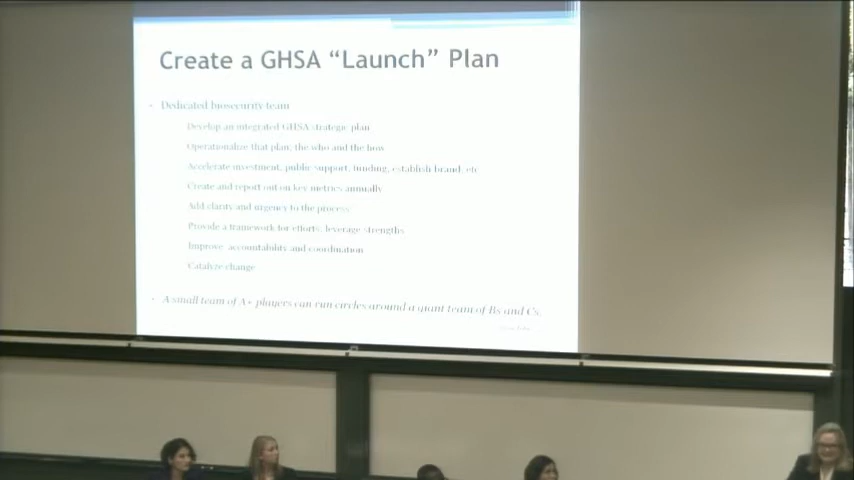 Create a GHSA “Launch” Plan
Dedicated biosecurity team
Develop an integrated GHSA strategic plan
Operationalize that plan, the who and the how
Accelerate investment, public support, funding, establish brand, etc
Create and report out on key metrics annually
Add clarity and urgency to the process
Provide a framework for efforts, leverage strengths
Improve accountability and coordination
Catalyze change
A small team of A+ players can run circles around a giant team of Bs and Cs.